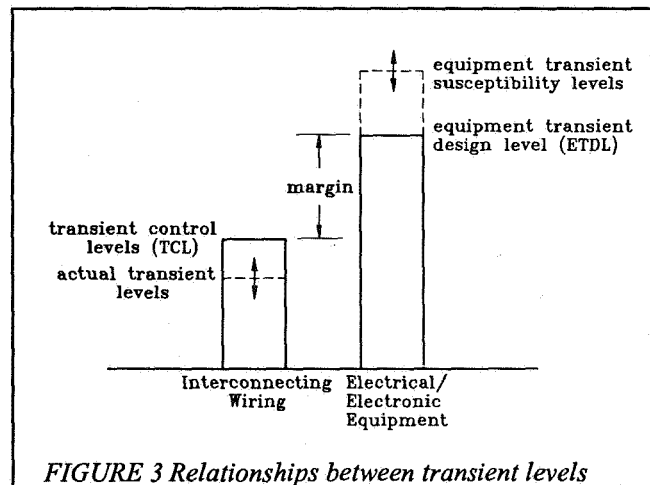 equipment transient
susceptibility levels
equipment transient
design level (ETDL)
margin
transient control
levels (TCL)
actual transient
levels
Interconnecting
Wiring
Electrical/
Electronic
Equipment
FIGURE 3 Relationships between transient levels